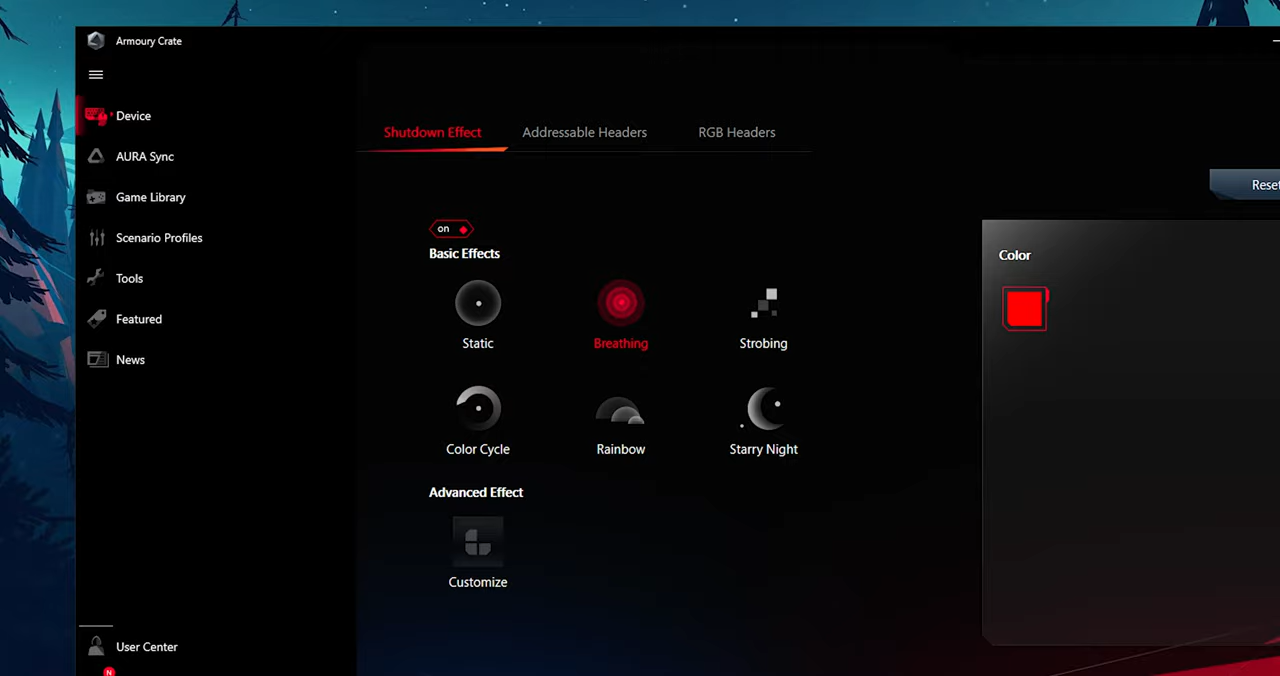 Armoury Crate
Device
AURA Sync
Game Library
Scenario Profiles
Tools
Featured
News
User Center
N
Shutdown Effect
Addressable Headers
RGB Headers
Reset
on
Basic Effects
Static
Breathing
Strobing
Color Cycle
Rainbow
Starry Night
Advanced Effect
Customize
Color